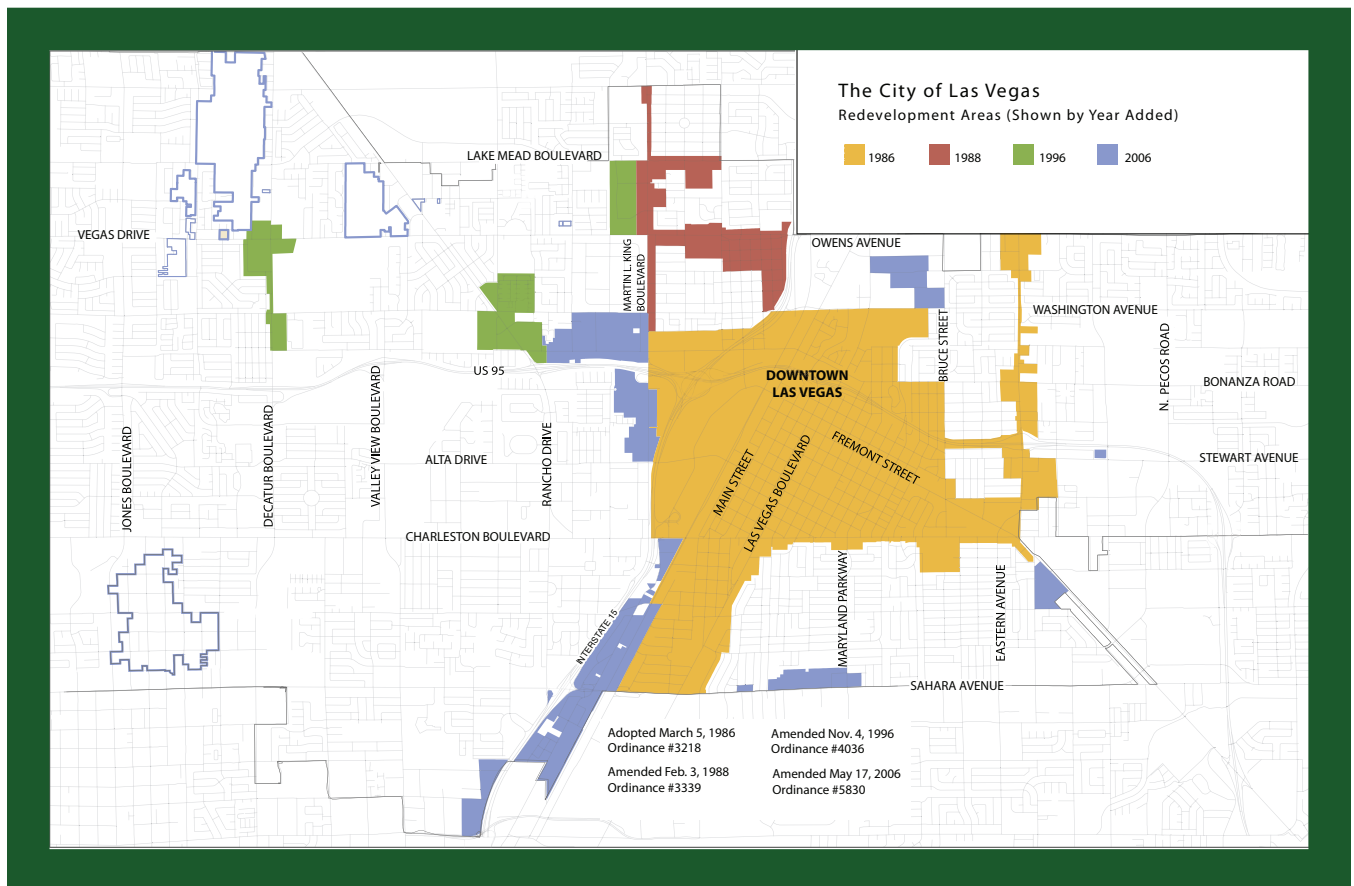 The City of Las Vegas
Redevelopment Areas (Shown by Year Added)
1986
1988
1996
2006
LAKE MEAD BOULEVARD
VEGAS DRIVE
OWENS AVENUE
MARTIN L. KING
BOULEVARD
WASHINGTON AVENUE
BRUCE STREET
N. PECOS ROAD
US 95
DOWNTOWN
LAS VEGAS
BONANZA ROAD
JONES BOULEVARD
DECATUR BOULEVARD
VALLEY VIEW BOULEVARD
ALTA DRIVE
RANCHO DRIVE
MAIN STREET
LAS VEGAS BOULEVARD
FREMONT STREET
STEWART AVENUE
CHARLESTON BOULEVARD
INTERSTATE 15
MARYLAND PARKWAY
EASTERN AVENUE
SAHARA AVENUE
Adopted March 5, 1986
Ordinance #3218
Amended Feb. 3, 1988
Ordinance #3339
Amended Nov. 4, 1996
Ordinance #4036
Amended May 17, 2006
Ordinance #5830